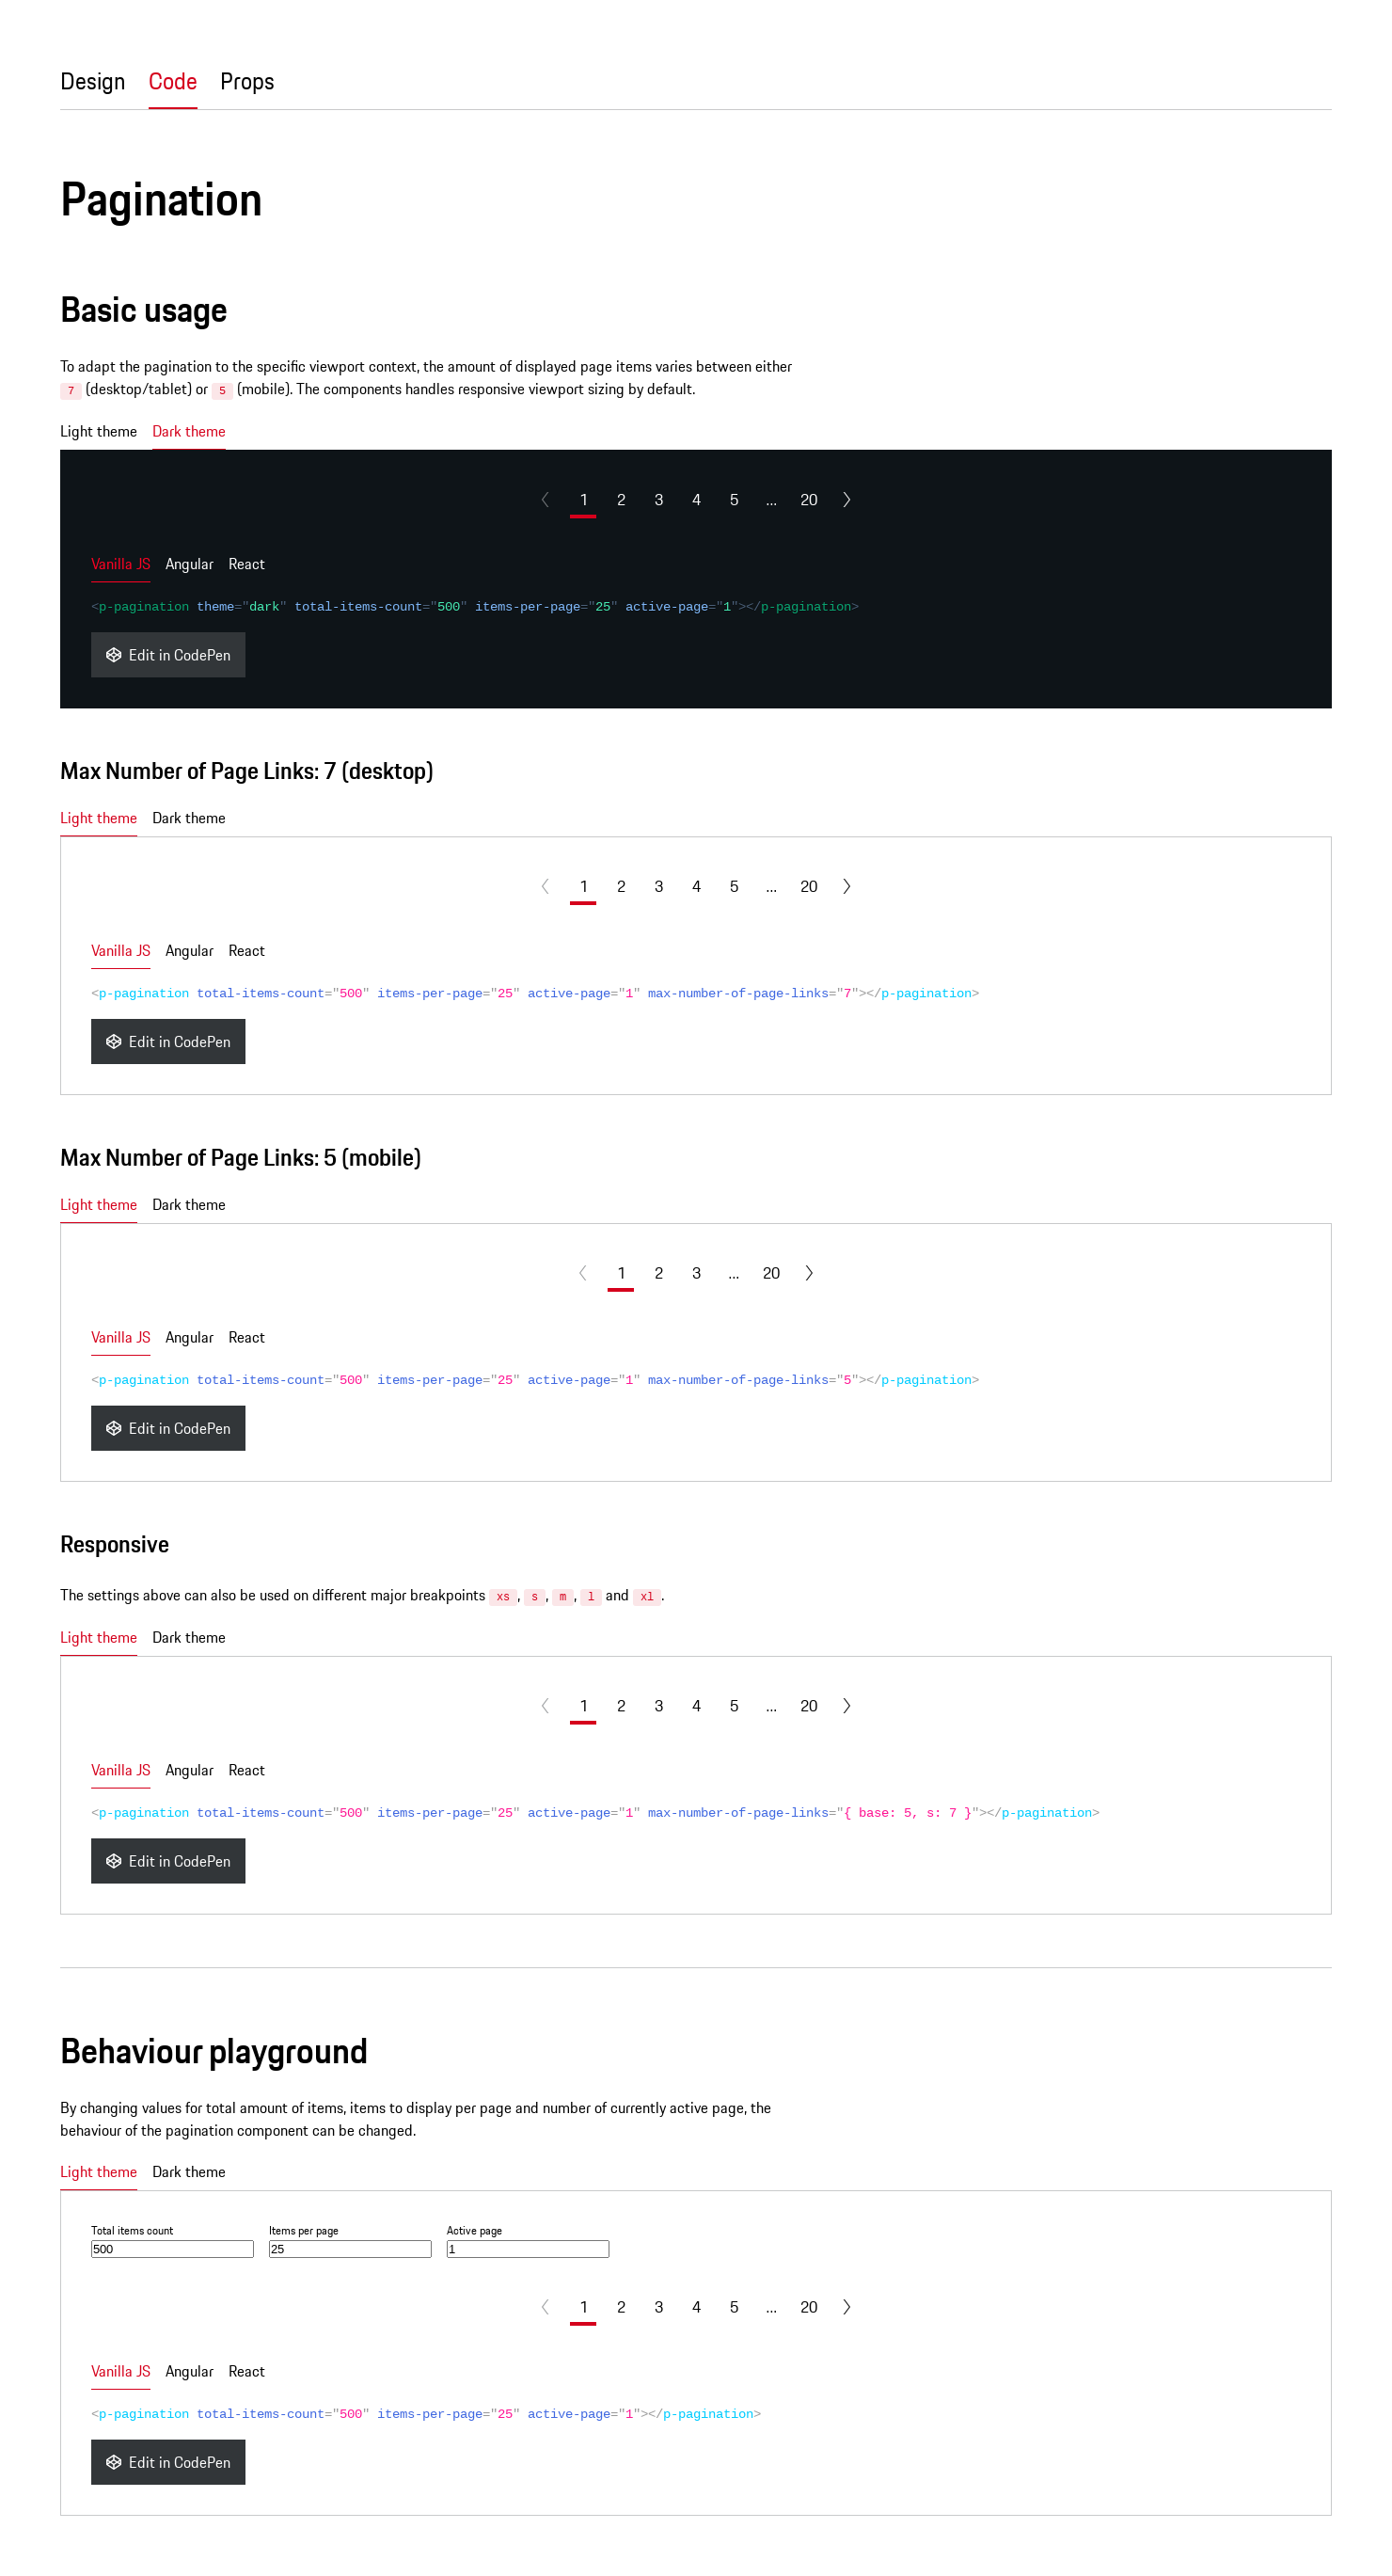 Design Code Props
Pagination
Basic usage
To adapt the pagination to the specific viewport context, the amount of displayed page items varies between either
7 (desktop/tablet) or 5 (mobile). The components handles responsive viewport sizing by default.
Light theme Dark theme
1 2 3 4 5 ... 20
Vanilla JS Angular React
<p-pagination theme="dark" total-items-count="500" items-per-page="25" active-page="1"></p-pagination>
Edit in CodePen
Max Number of Page Links: 7 (desktop)
Light theme Dark theme
1 2 3 4 5 ... 20
Vanilla JS Angular React
<p-pagination total-items-count="500" items-per-page="25" active-page="1" max-number-of-page-links="7"></p-pagination>
Edit in CodePen
Max Number of Page Links: 5 (mobile)
Light theme Dark theme
1 2 3 ... 20
Vanilla JS Angular React
<p-pagination total-items-count="500" items-per-page="25" active-page="1" max-number-of-page-links="5"></p-pagination>
Edit in CodePen
Responsive
The settings above can also be used on different major breakpoints xs, s, m, l and xl.
Light theme Dark theme
1 2 3 4 5 ... 20
Vanilla JS Angular React
<p-pagination total-items-count="500" items-per-page="25" active-page="1" max-number-of-page-links="{ base: 5, s: 7 }"></p-pagination>
Edit in CodePen
Behaviour playground
By changing values for total amount of items, items to display per page and number of currently active page, the
behaviour of the pagination component can be changed.
Light theme Dark theme
Total items count Items per page Active page
500 25 1
1 2 3 4 5 ... 20
Vanilla JS Angular React
<p-pagination total-items-count="500" items-per-page="25" active-page="1"></p-pagination>
Edit in CodePen